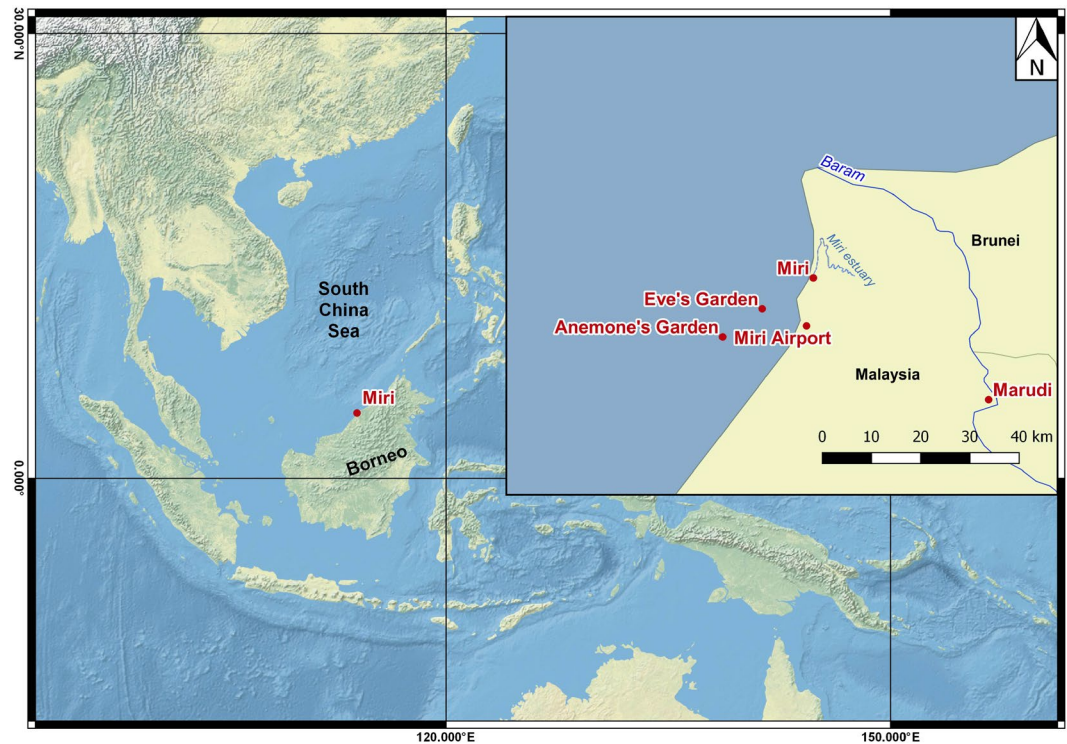 30.000°N
N
Baram
Brunei
Miri estuary
Miri
Eve's Garden
Anemone's Garden
Miri Airport
South
China
Sea
Malaysia
Marudi
Miri
0 10 20 30 40 km
Borneo
0.000°
120.000°E
150.000°E